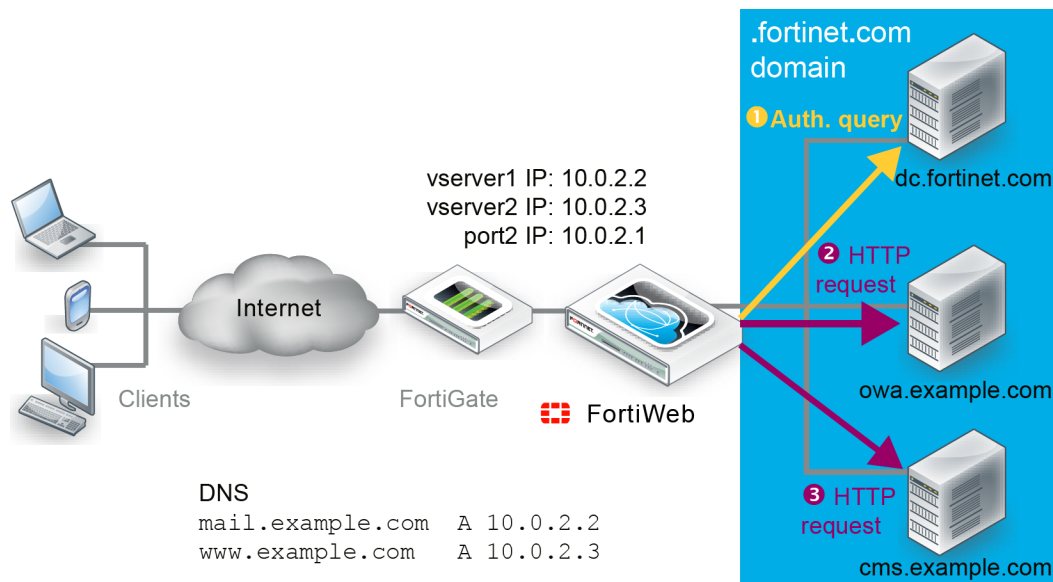 .fortinet.com
domain
1 Auth. query
dc.fortinet.com
vserver1 IP: 10.0.2.2
vserver2 IP: 10.0.2.3
port2 IP: 10.0.2.1
2 HTTP
request
Internet
FORTINET
owa.example.com
Clients
FortiGate
FortiWeb
3 HTTP
request
cms.example.com
DNS
mail.example.com A 10.0.2.2
www.example.com A 10.0.2.3